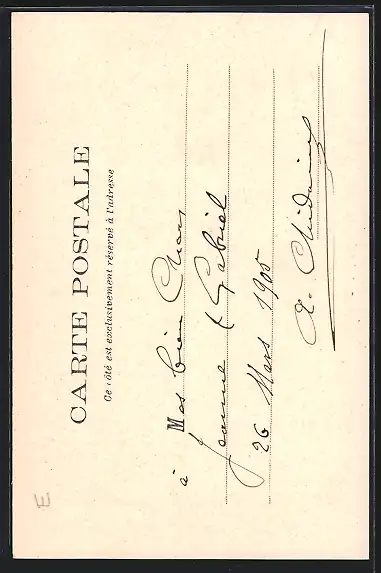 CARTE POSTALE
Ce côté est exclusivement réservé à l'adresse
à Mes bien Chers
Jeanne & Gabriel
26 Mars 1905
E